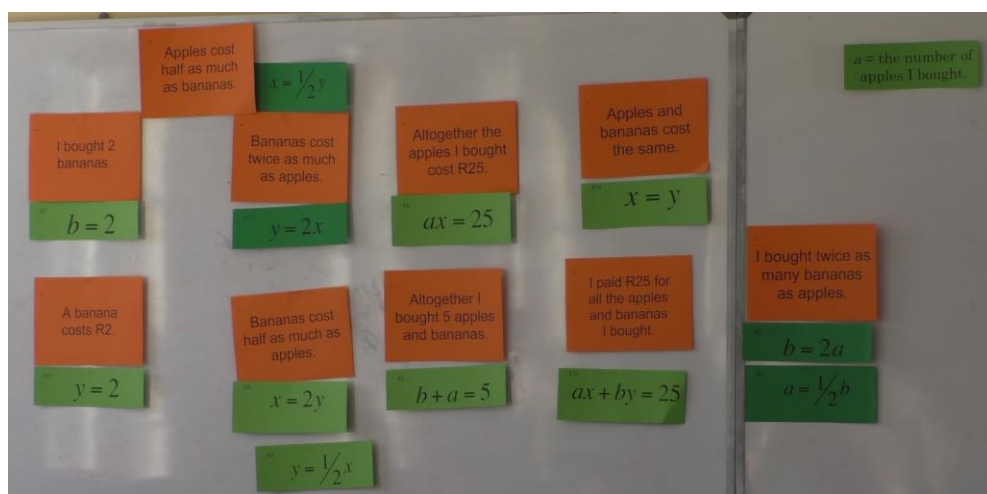 Apples cost
half as much
as bananas.
x = 1/2 y
I bought 2
bananas.
b = 2
Bananas cost
twice as much
as apples.
y = 2x
Altogether the
apples I bought
cost R25.
ax = 25
Apples and
bananas cost
the same.
x = y
a = the number of
apples I bought.
A banana
costs R2.
y = 2
Bananas cost
half as much as
apples.
x = 2y
y = 1/2 x
Altogether I
bought 5 apples
and bananas.
b + a = 5
I paid R25 for
all the apples
and bananas
I bought.
ax + by = 25
I bought twice as
many bananas
as apples.
b = 2a
a = 1/2 b